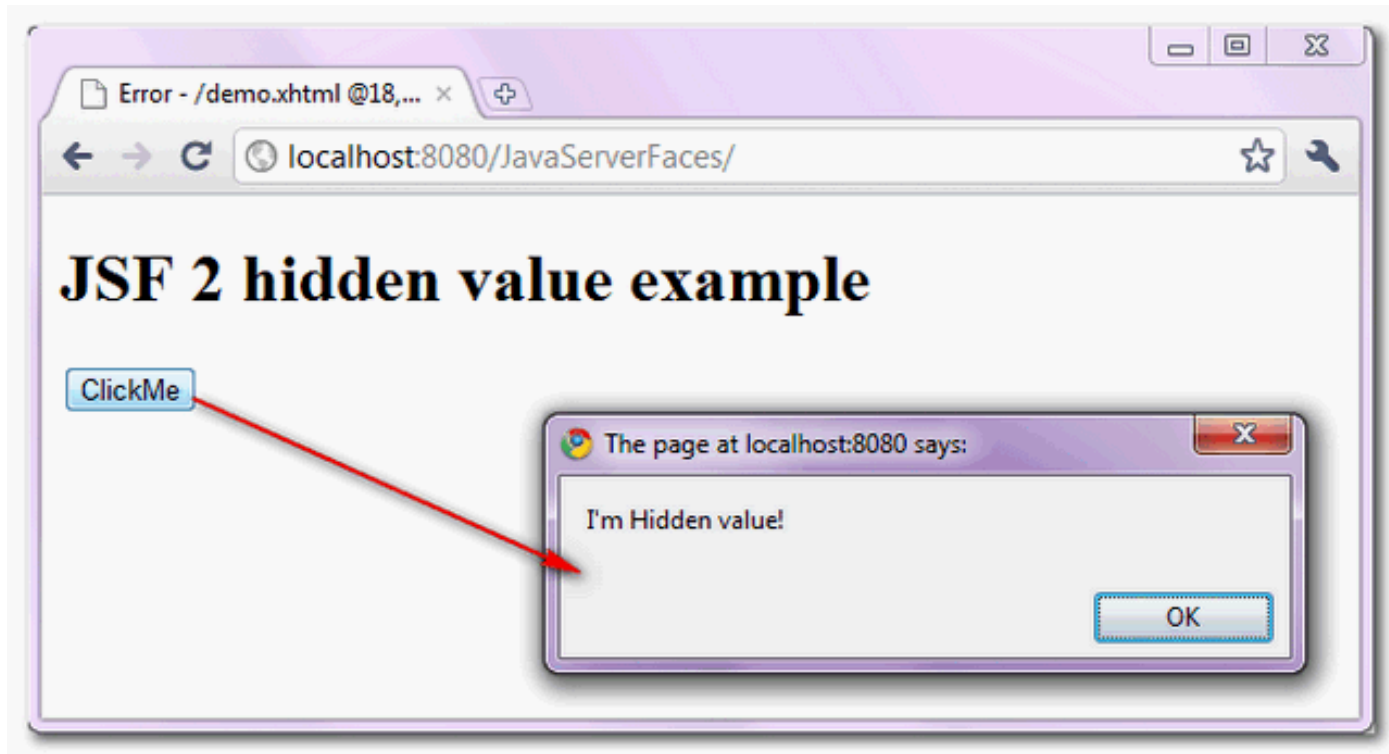 Error - /demo.xhtml @18,...
localhost:8080/JavaServerFaces/
JSF 2 hidden value example
ClickMe
The page at localhost:8080 says:
I'm Hidden value!
OK